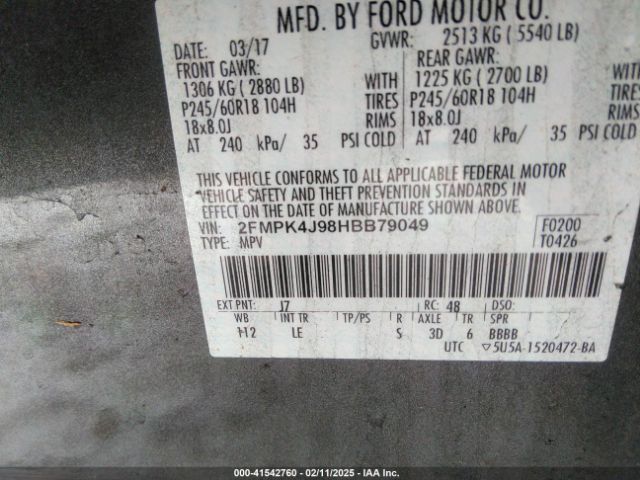 MFD. BY FORD MOTOR CO.
DATE: 03/17 GVWR: 2513 KG ( 5540 LB)
FRONT GAWR: REAR GAWR:
1306 KG ( 2880 LB) WITH 1225 KG ( 2700 LB) WITH
P245/60R18 104H TIRES P245/60R18 104H TIRES
18x8.0J RIMS 18x8.0J RIMS
AT 240 kPa/ 35 PSI COLD AT 240 kPa/ 35 PSI COLD
THIS VEHICLE CONFORMS TO ALL APPLICABLE FEDERAL MOTOR
VEHICLE SAFETY AND THEFT PREVENTION STANDARDS IN
EFFECT ON THE DATE OF MANUFACTURE SHOWN ABOVE.
VIN: 2FMPK4J98HBB79049 F0200
TYPE: MPV T0426
EXT PNT: J7 RC: 48 DSO:
WB INT TR TP/PS R AXLE TR SPR
LE S 3D 6 BBBB
UTC ▽5U5A-1520472-BA
000-41542760 - 02/11/2025 - IAA Inc.